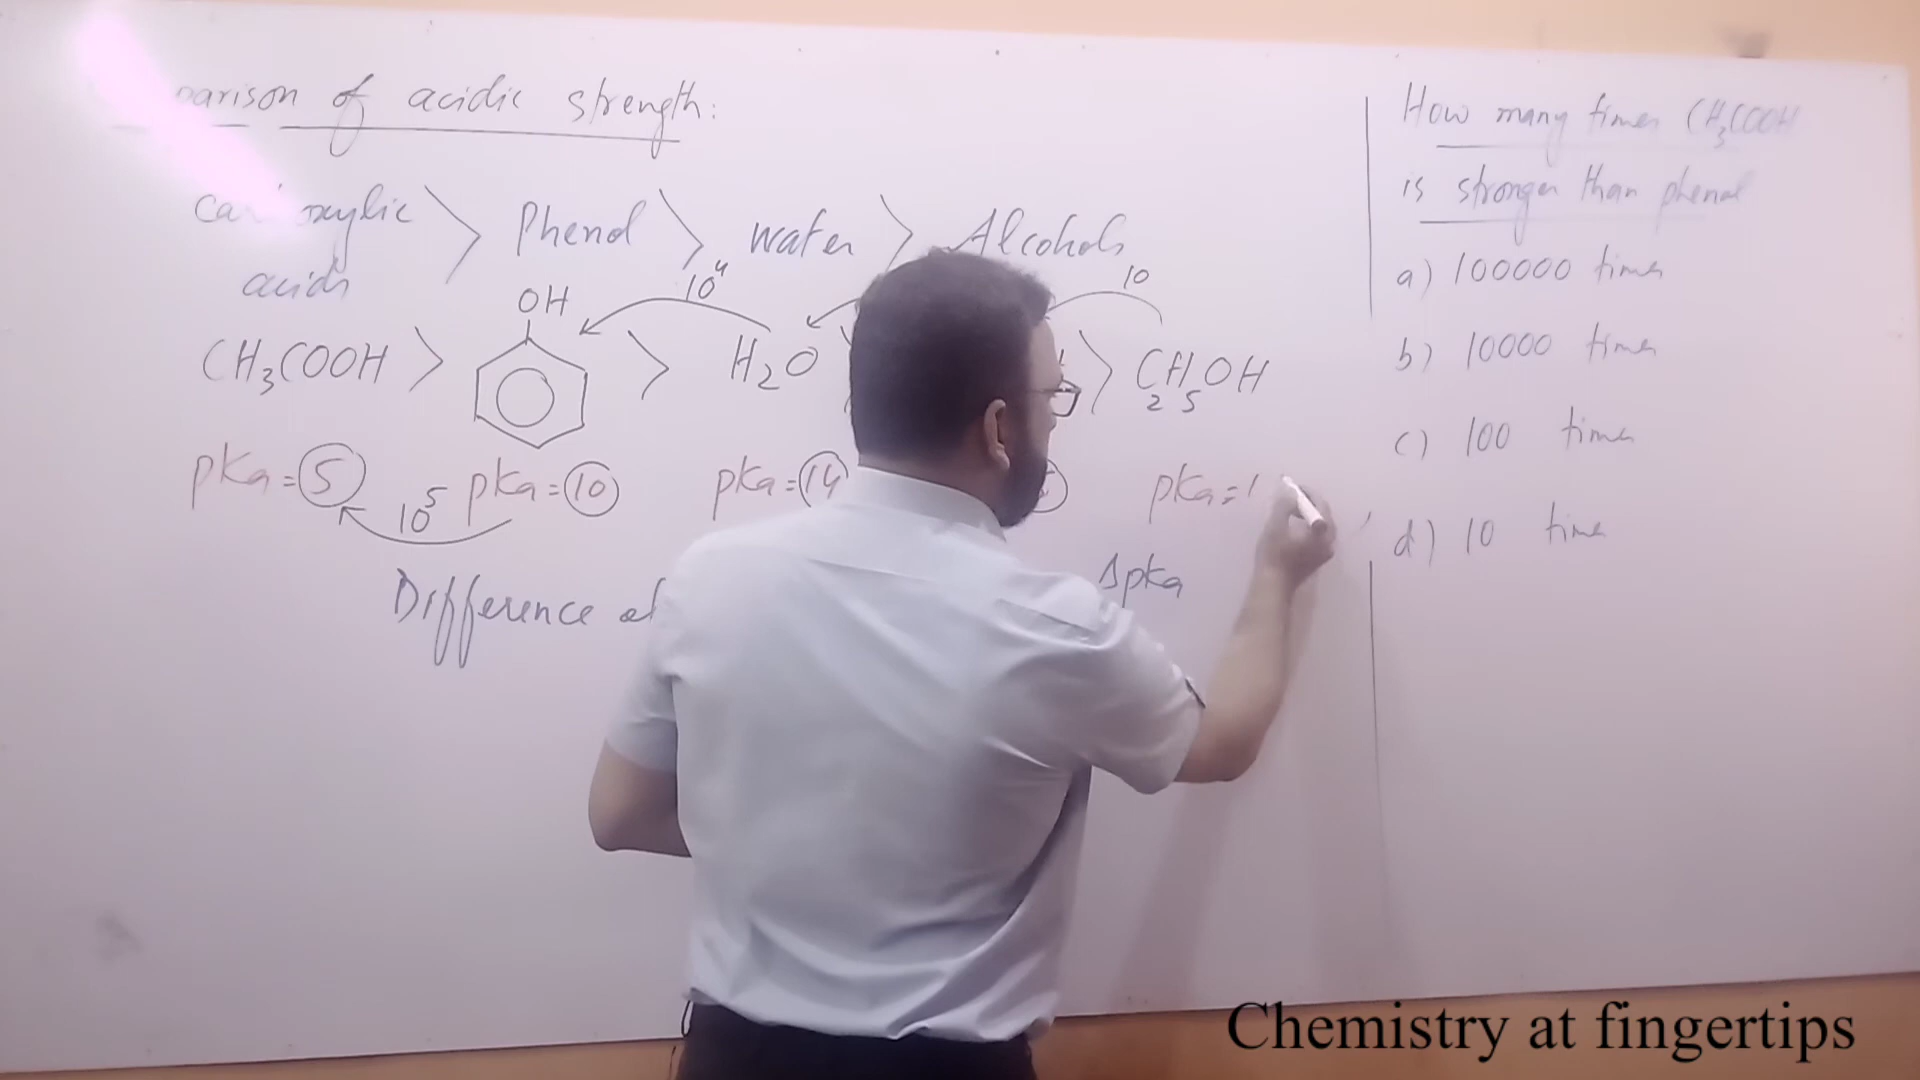 parison of acidic strength:
carboxylic acids > Phenol > water > Alcohols
OH 10⁴ 10
CH₃COOH > > H₂O > C₂H₅OH
pKa = 5 pKa = 10 pKa = 14 pKa = 1
10⁵
Difference of ΔpKa
How many times CH₃COOH
is stronger than phenol
a) 100000 times
b) 10000 times
c) 100 times
d) 10 time
Chemistry at fingertips